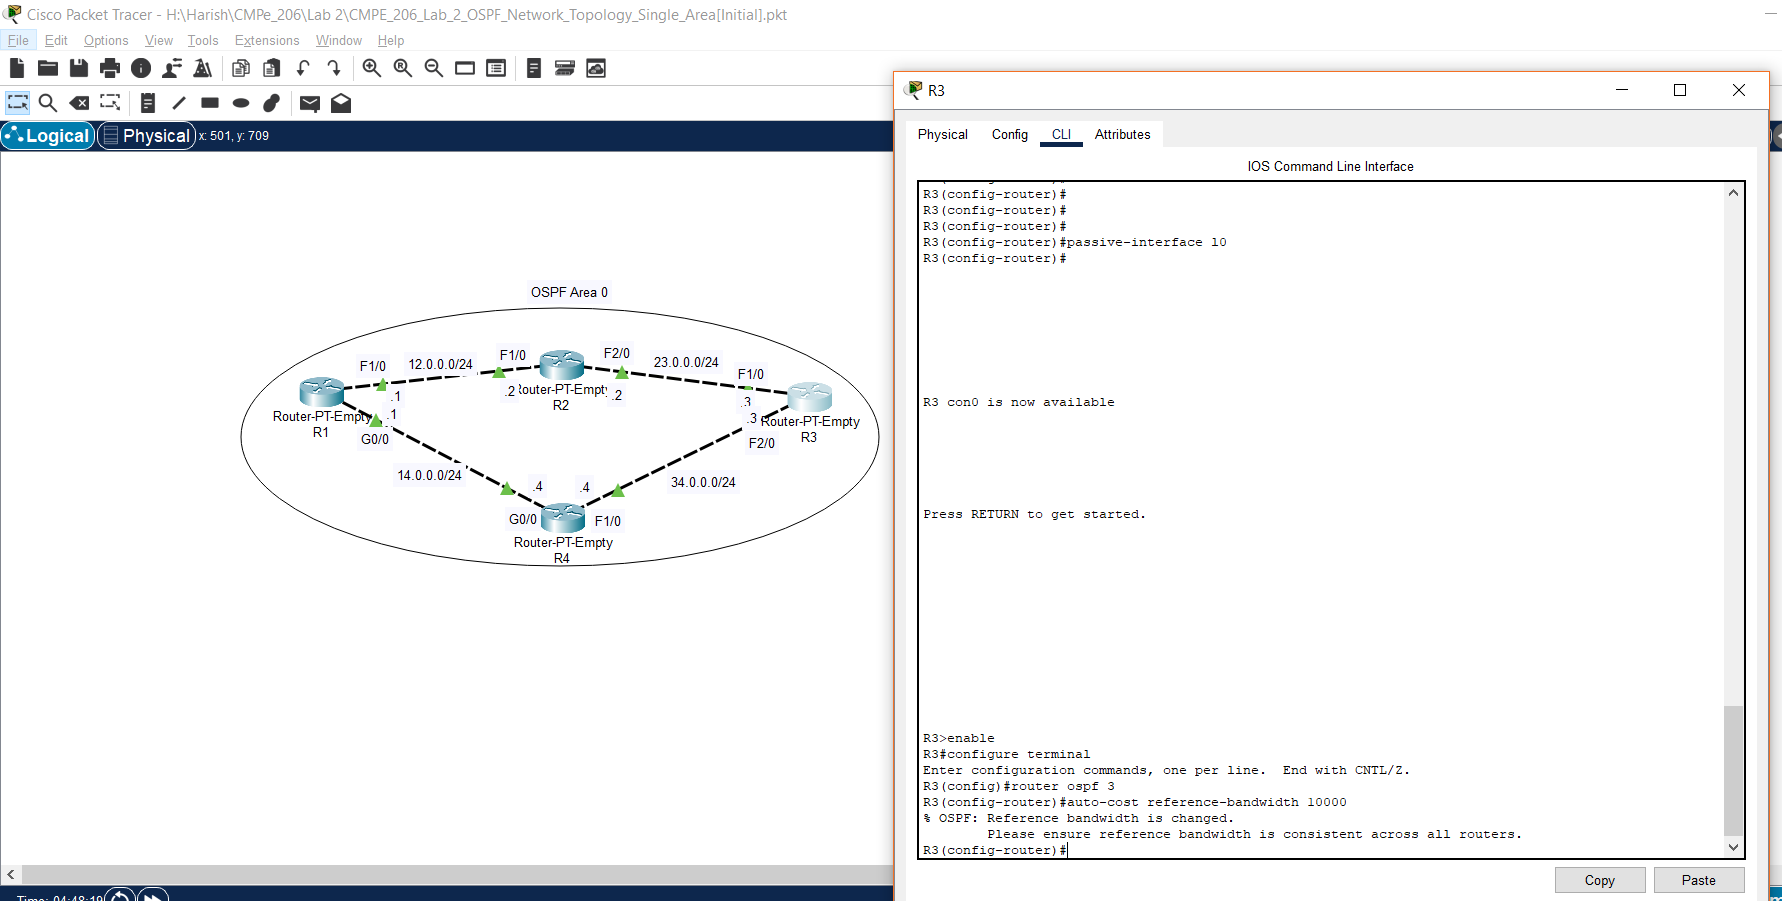 Cisco Packet Tracer - H:\Harish\CMPe_206\Lab 2\CMPE_206_Lab_2_OSPF_Network_Topology_Single_Area[Initial].pkt
File Edit Options View Tools Extensions Window Help
Logical Physical x: 501, y: 709
OSPF Area 0
F1/0
12.0.0.0/24
F1/0
F2/0
23.0.0.0/24
F1/0
.1
.2
Router-PT-Empty
R2
.2
.3
Router-PT-Empty
R1
.1
G0/0
.3
Router-PT-Empty
R3
F2/0
14.0.0.0/24
.4
.4
34.0.0.0/24
G0/0
F1/0
Router-PT-Empty
R4
Time: 04:48:19
R3
Physical Config CLI Attributes
IOS Command Line Interface
R3(config-router)#
R3(config-router)#
R3(config-router)#
R3(config-router)#passive-interface l0
R3(config-router)#
R3 con0 is now available
Press RETURN to get started.
R3>enable
R3#configure terminal
Enter configuration commands, one per line.  End with CNTL/Z.
R3(config)#router ospf 3
R3(config-router)#auto-cost reference-bandwidth 10000
% OSPF: Reference bandwidth is changed.
Please ensure reference bandwidth is consistent across all routers.
R3(config-router)#
Copy Paste